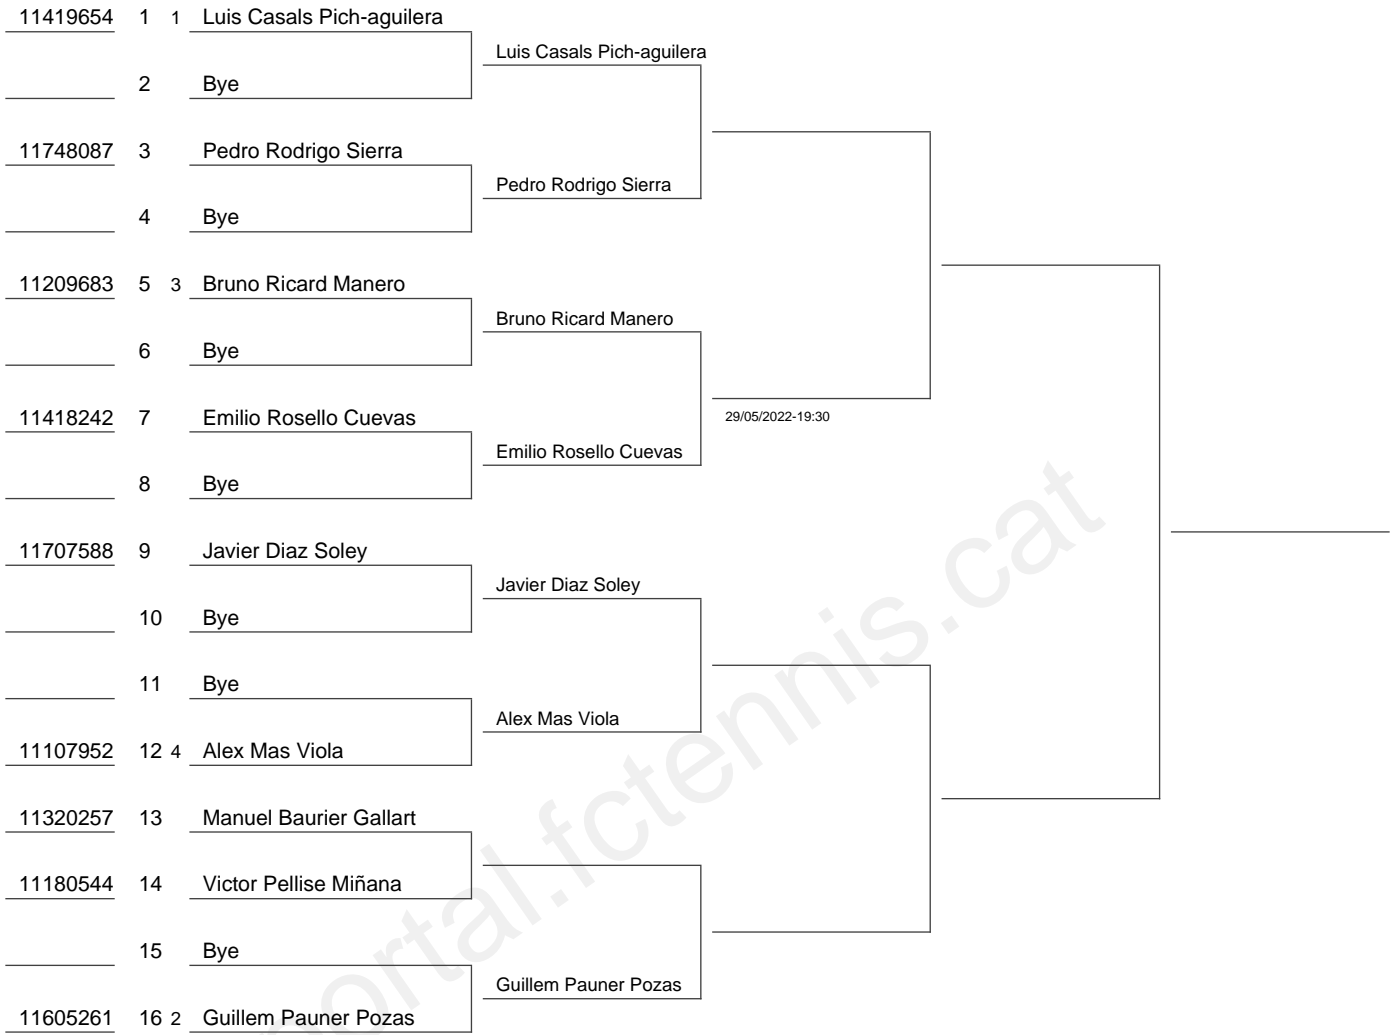 11419654 1 1 Luis Casals Pich-aguilera
Luis Casals Pich-aguilera
2 Bye
11748087 3 Pedro Rodrigo Sierra
Pedro Rodrigo Sierra
4 Bye
11209683 5 3 Bruno Ricard Manero
Bruno Ricard Manero
6 Bye
11418242 7 Emilio Rosello Cuevas
29/05/2022-19:30
Emilio Rosello Cuevas
8 Bye
11707588 9 Javier Diaz Soley
Javier Diaz Soley
10 Bye
11 Bye
Alex Mas Viola
11107952 12 4 Alex Mas Viola
11320257 13 Manuel Baurier Gallart
11180544 14 Victor Pellise Miñana
15 Bye
Guillem Pauner Pozas
11605261 16 2 Guillem Pauner Pozas
portal.fctennis.cat